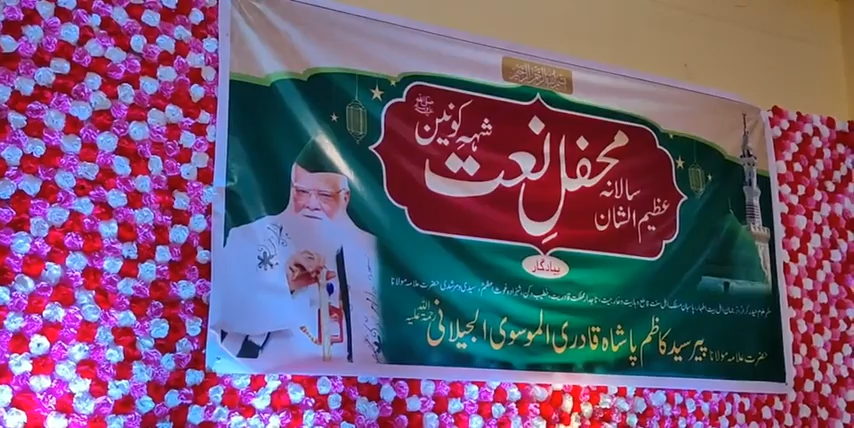 بسم اللہ الرحمن الرحیم
سالانہ عظیم الشان
محفل نعت
شہہ کونین ﷺ
بیادگار
حضرت علامہ مولانا پیر سید کاظم پاشاہ قادری الموسوی الجیلانی رحمۃ اللہ علیہ